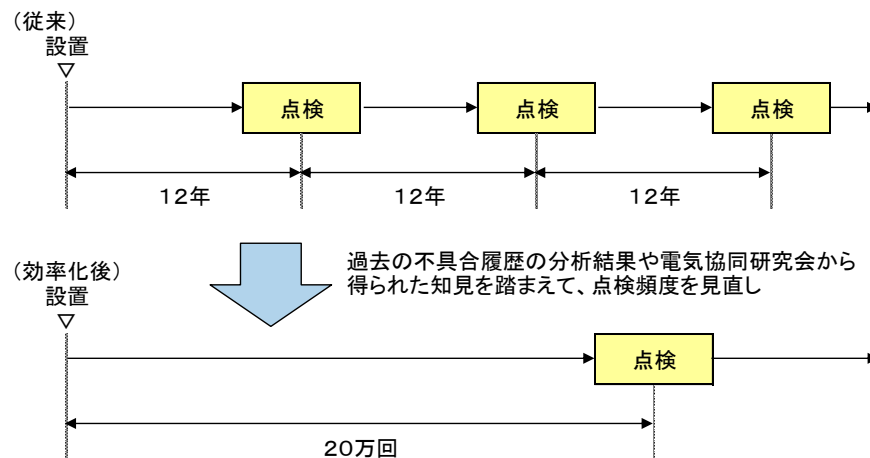 （従来）
設置
点検
点検
点検
12年
12年
12年
（効率化後）
設置
過去の不具合履歴の分析結果や電気協同研究会から
得られた知見を踏まえて、点検頻度を見直し
点検
20万回